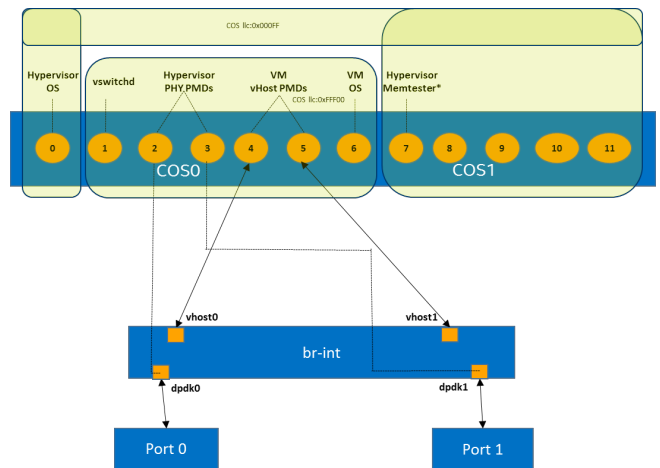 COS llc:0x000FF
Hypervisor
OS
vswitchd
Hypervisor
PHY PMDs
VM
vHost PMDs
VM
OS
Hypervisor
Memtester*
COS llc:0xFFF00
0
1
2
3
4
5
6
7
8
9
10
11
COS0
COS1
vhost0
vhost1
br-int
dpdk0
dpdk1
Port 0
Port 1